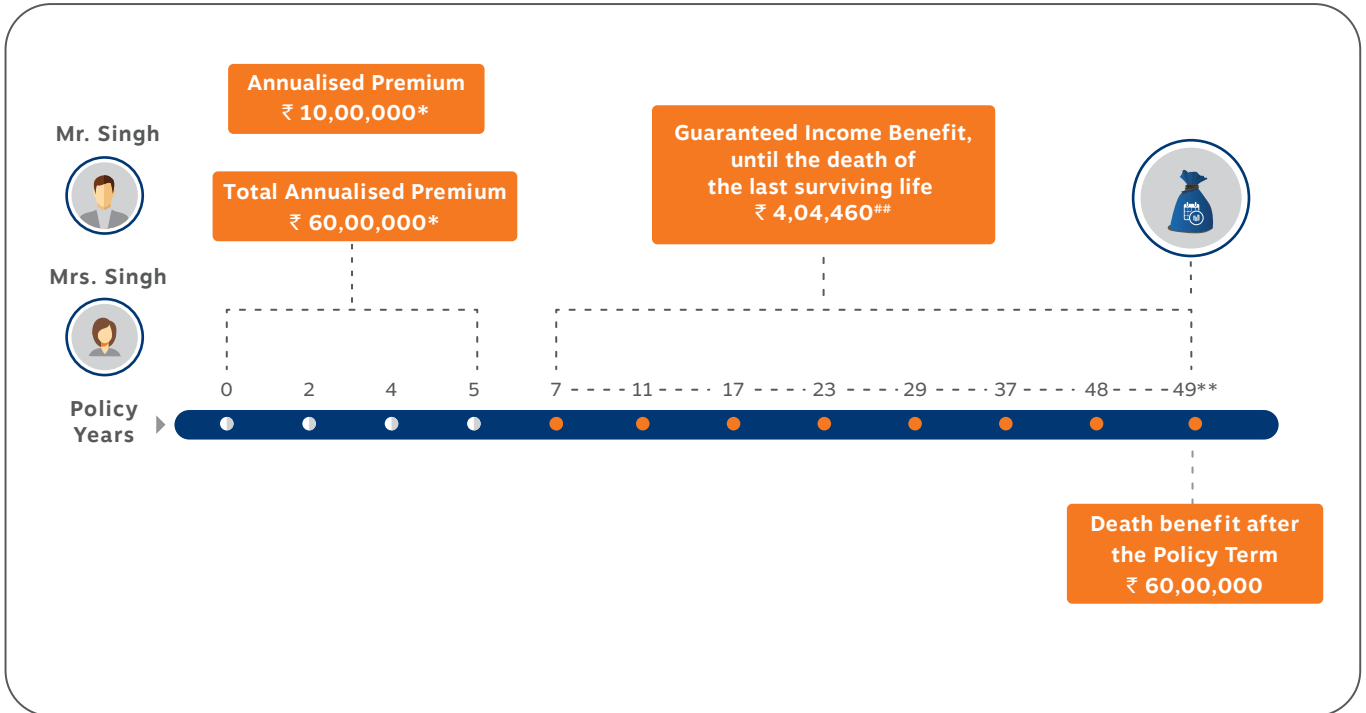 Mr. Singh
Annualised Premium
₹ 10,00,000*
Total Annualised Premium
₹ 60,00,000*
Guaranteed Income Benefit,
until the death of
the last surviving life
₹ 4,04,460##
Mrs. Singh
0 2 4 5 7 11 17 23 29 37 48 49**
Policy
Years
Death benefit after
the Policy Term
₹ 60,00,000